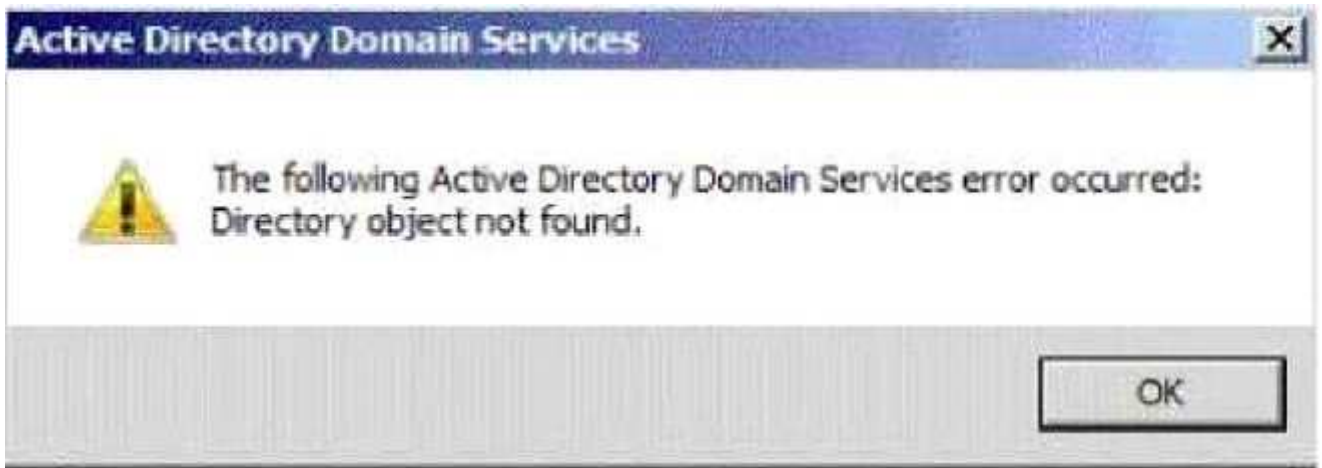 Active Directory Domain Services
The following Active Directory Domain Services error occurred:
Directory object not found.
OK